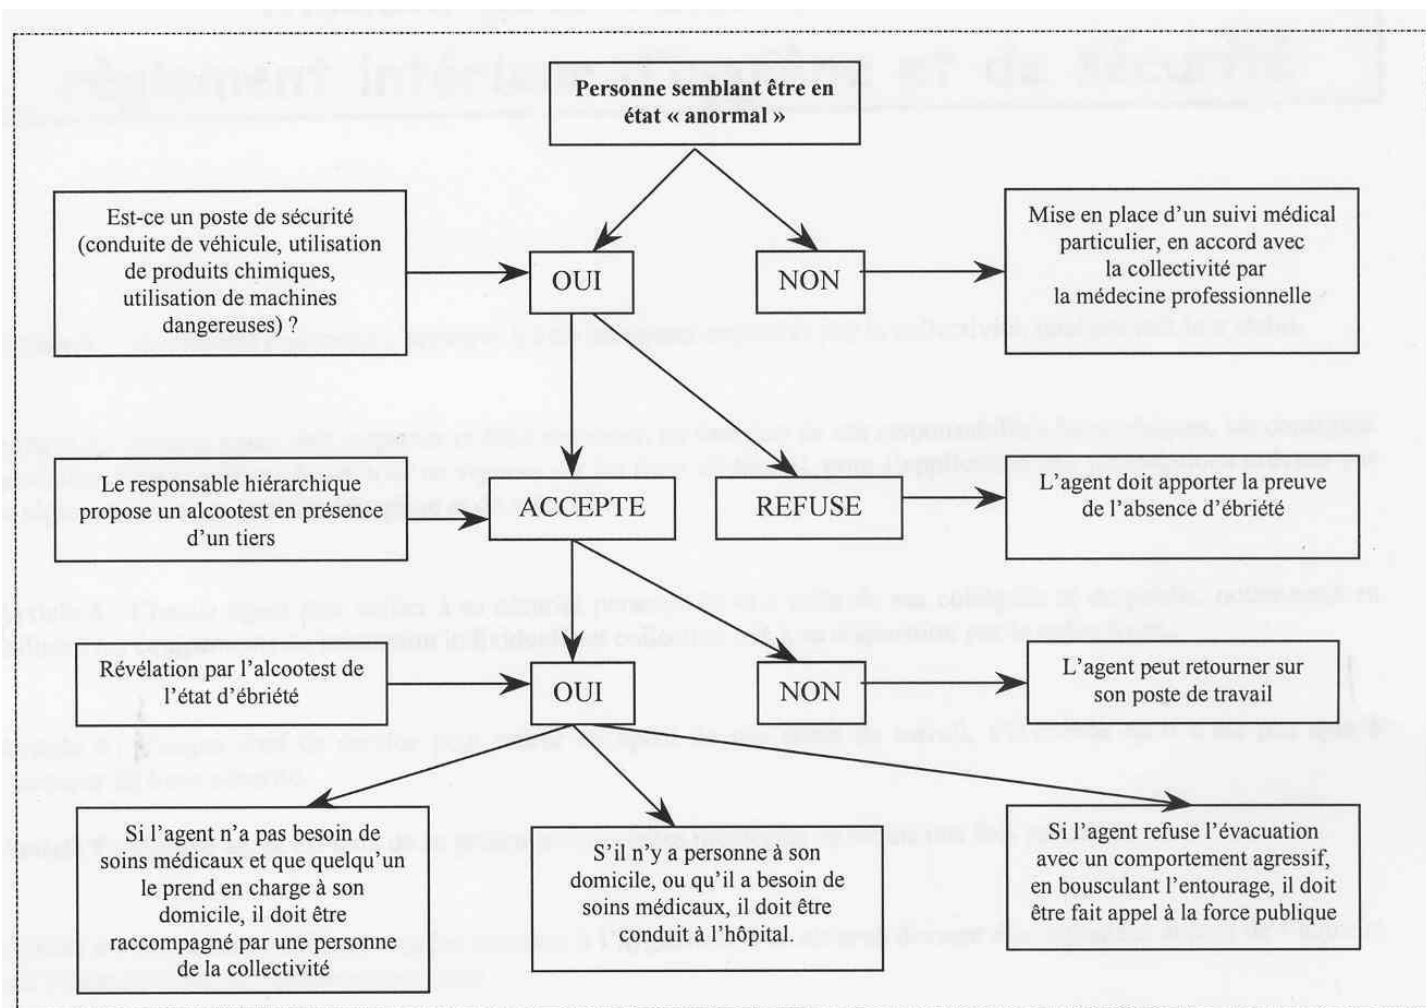 règlement intérieur d'hygiène et de sécurité
Personne semblant être en
état « anormal »
Est-ce un poste de sécurité
(conduite de véhicule, utilisation
de produits chimiques,
utilisation de machines
dangereuses) ?
OUI
NON
Mise en place d'un suivi médical
particulier, en accord avec
la collectivité par
la médecine professionnelle
Le responsable hiérarchique
propose un alcootest en présence
d'un tiers
ACCEPTE
REFUSE
L'agent doit apporter la preuve
de l'absence d'ébriété
Révélation par l'alcootest de
l'état d'ébriété
OUI
NON
L'agent peut retourner sur
son poste de travail
Si l'agent n'a pas besoin de
soins médicaux et que quelqu'un
le prend en charge à son
domicile, il doit être
raccompagné par une personne
de la collectivité
S'il n'y a personne à son
domicile, ou qu'il a besoin de
soins médicaux, il doit être
conduit à l'hôpital.
Si l'agent refuse l'évacuation
avec un comportement agressif,
en bousculant l'entourage, il doit
être fait appel à la force publique